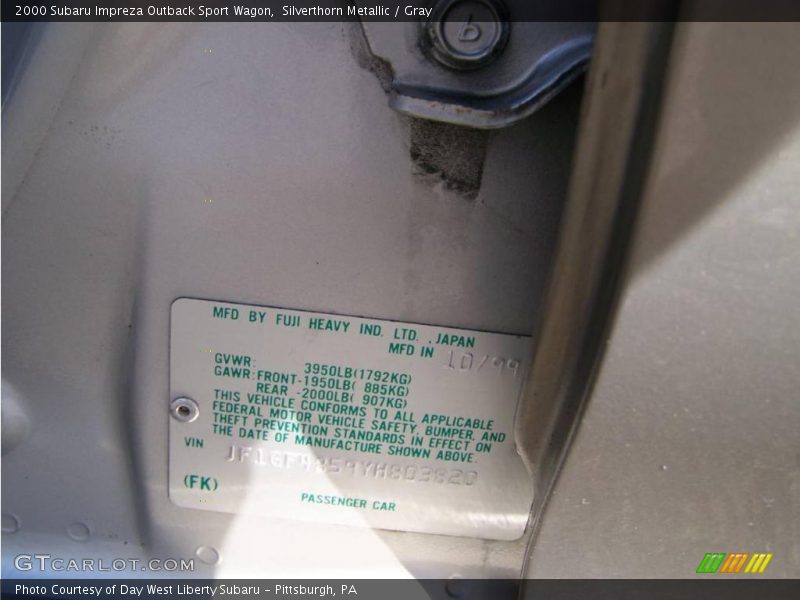 2000 Subaru Impreza Outback Sport Wagon, Silverthorn Metallic / Gray
MFD BY FUJI HEAVY IND. LTD. , JAPAN
MFD IN 10/99
GVWR: 3950LB(1792KG)
GAWR:FRONT-1950LB( 885KG)
REAR -2000LB( 907KG)
THIS VEHICLE CONFORMS TO ALL APPLICABLE
FEDERAL MOTOR VEHICLE SAFETY, BUMPER, AND
THEFT PREVENTION STANDARDS IN EFFECT ON
THE DATE OF MANUFACTURE SHOWN ABOVE
VIN
(FK)
PASSENGER CAR
GTCARLOT.COM
Photo Courtesy of Day West Liberty Subaru - Pittsburgh, PA